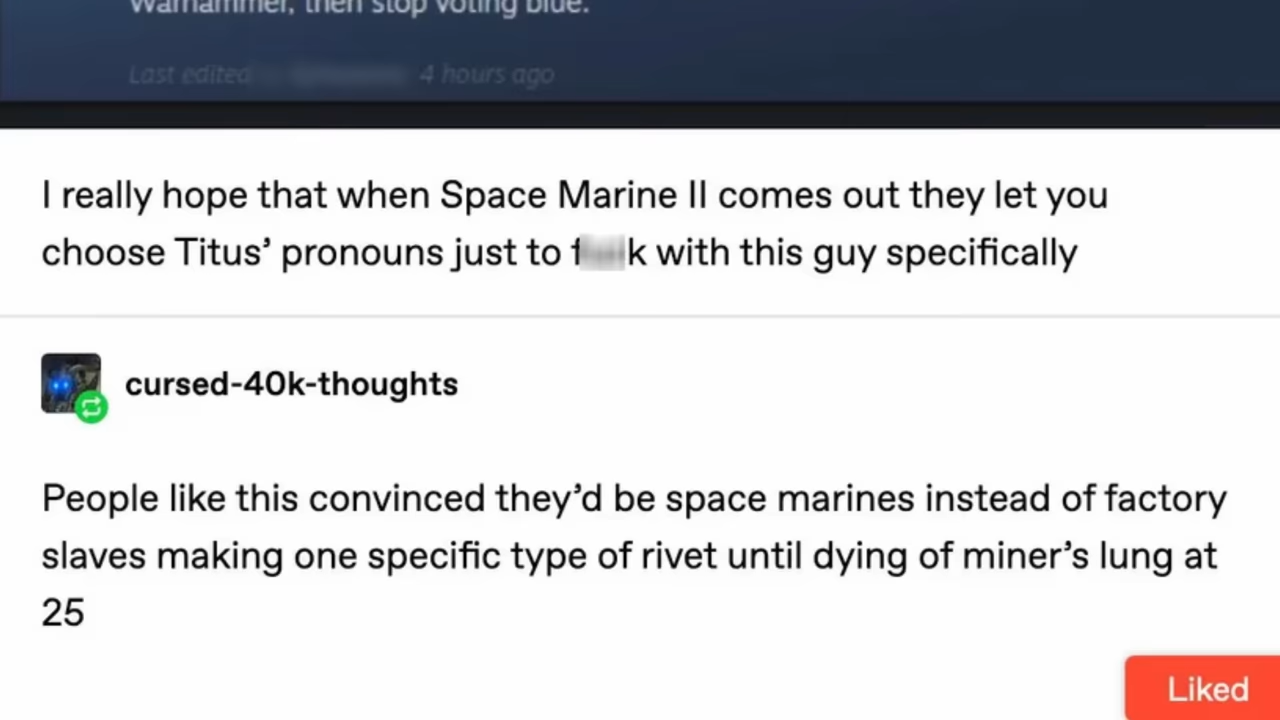 Warhammer, then stop voting blue.
Last edited 4 hours ago
I really hope that when Space Marine II comes out they let you
choose Titus’ pronouns just to f k with this guy specifically
cursed-40k-thoughts
People like this convinced they’d be space marines instead of factory
slaves making one specific type of rivet until dying of miner’s lung at
25
Liked